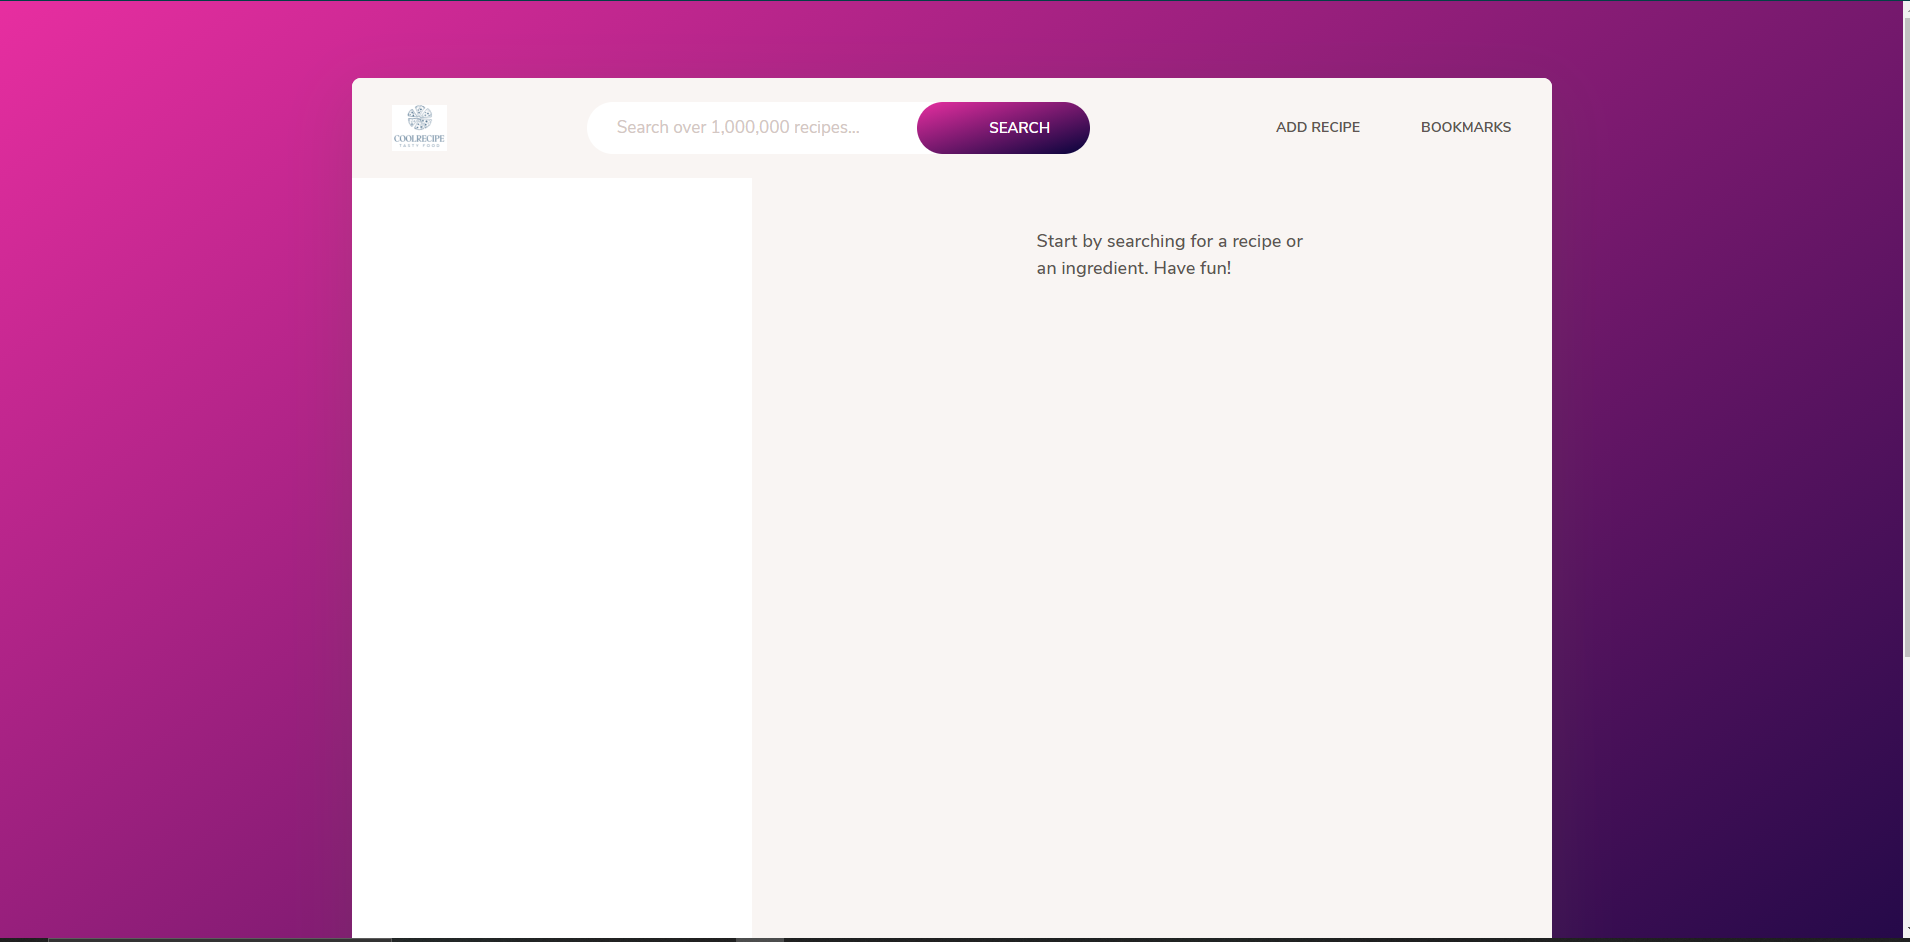 COOLRECIPE
TASTY FOOD
Search over 1,000,000 recipes...
SEARCH
ADD RECIPE
BOOKMARKS
Start by searching for a recipe or
an ingredient. Have fun!